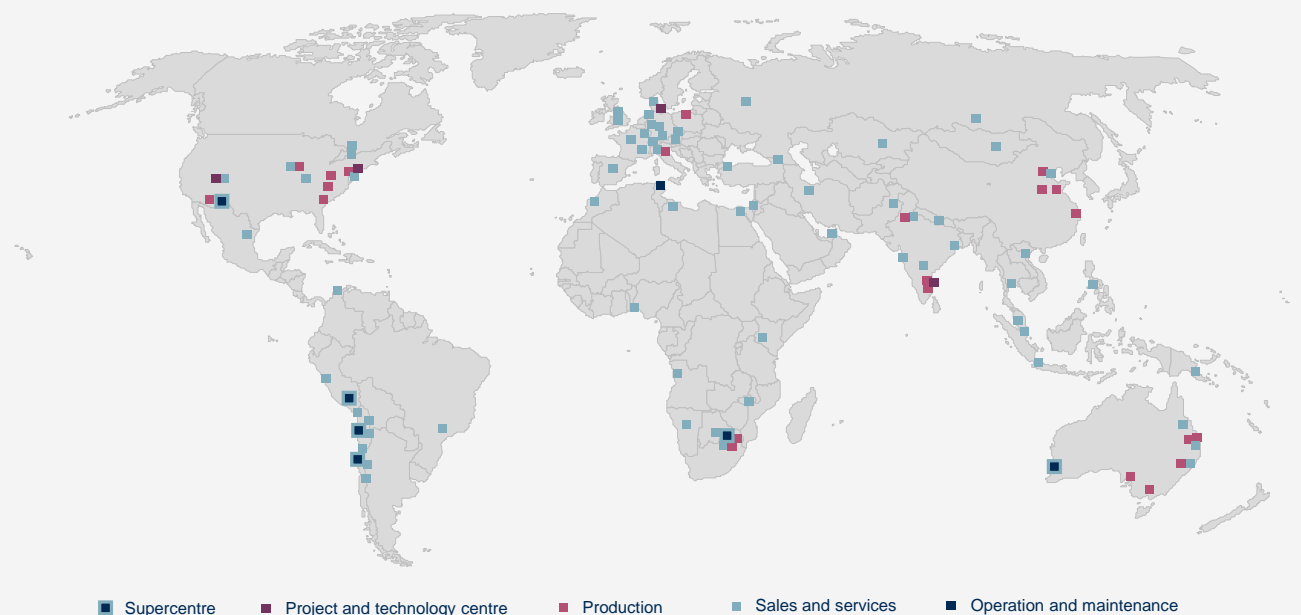 Supercentre
Project and technology centre
Production
Sales and services
Operation and maintenance